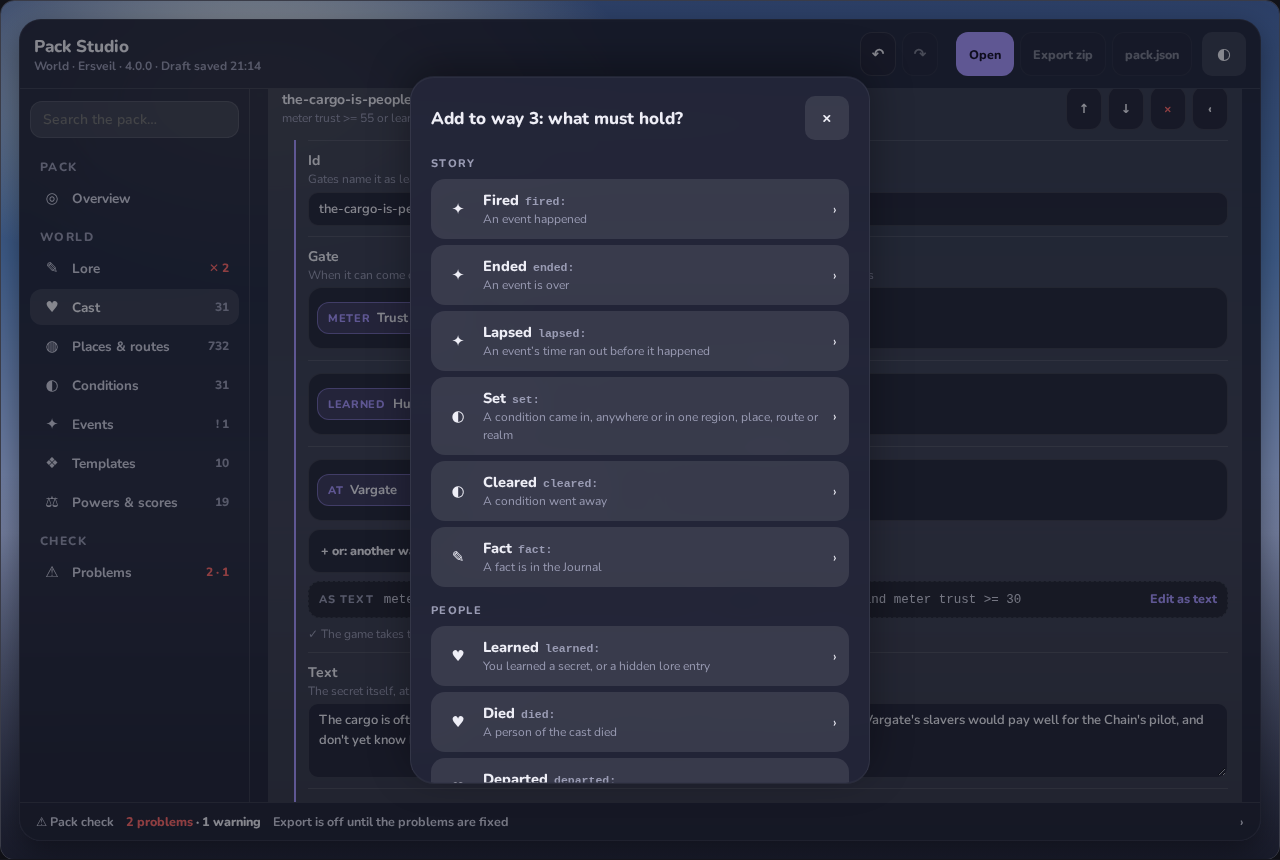 Pack Studio
World · Ersveil · 4.0.0 · Draft saved 21:14
Open
Export zip
pack.json
Search the pack...
PACK
Overview
WORLD
Lore × 2
Cast 31
Places & routes 732
Conditions 31
Events ! 1
Templates 10
Powers & scores 19
CHECK
Problems 2 · 1
the-cargo-is-people
meter trust >= 55 or lear
Id
Gates name it as le
the-cargo-is-pe
Gate
When it can come
s
METER Trust
LEARNED Hu
AT Vargate
+ or: another wa
AS TEXT mete
nd meter trust >= 30
Edit as text
✓ The game takes t
Text
The secret itself, at
The cargo is oft
Vargate's slavers would pay well for the Chain's pilot, and
don't yet know
Add to way 3: what must hold?
×
STORY
Fired fired:
An event happened
Ended ended:
An event is over
Lapsed lapsed:
An event's time ran out before it happened
Set set:
A condition came in, anywhere or in one region, place, route or
realm
Cleared cleared:
A condition went away
Fact fact:
A fact is in the Journal
PEOPLE
Learned learned:
You learned a secret, or a hidden lore entry
Died died:
A person of the cast died
Departed departed:
⚠ Pack check 2 problems · 1 warning Export is off until the problems are fixed